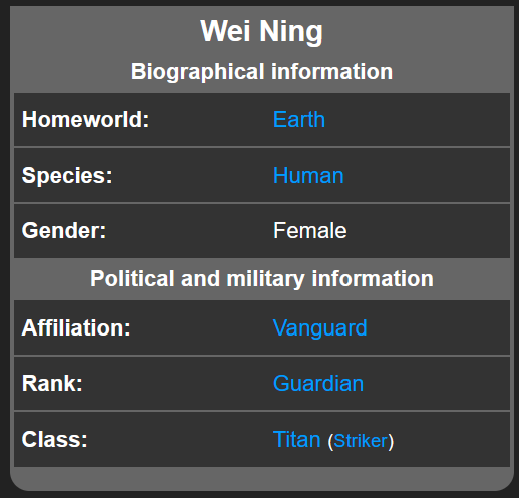 Wei Ning
Biographical information
Homeworld: Earth
Species: Human
Gender: Female
Political and military information
Affiliation: Vanguard
Rank: Guardian
Class: Titan (Striker)